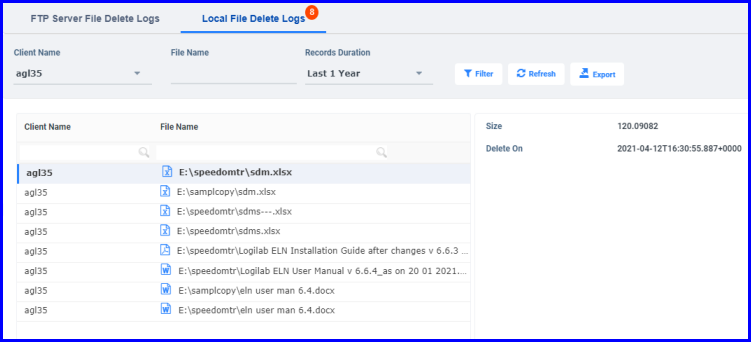 FTP Server File Delete Logs Local File Delete Logs 8
Client Name File Name Records Duration
agl35 Last 1 Year Filter Refresh Export
Client Name File Name
agl35 E:\speedomtr\sdm.xlsx
agl35 E:\samplcopy\sdm.xlsx
agl35 E:\speedomtr\sdms---.xlsx
agl35 E:\speedomtr\sdms.xlsx
agl35 E:\speedomtr\Logilab ELN Installation Guide after changes v 6.6.3 ...
agl35 E:\speedomtr\Logilab ELN User Manual v 6.6.4_as on 20 01 2021....
agl35 E:\samplcopy\eln user man 6.4.docx
agl35 E:\speedomtr\eln user man 6.4.docx
Size 120.09082
Delete On 2021-04-12T16:30:55.887+0000